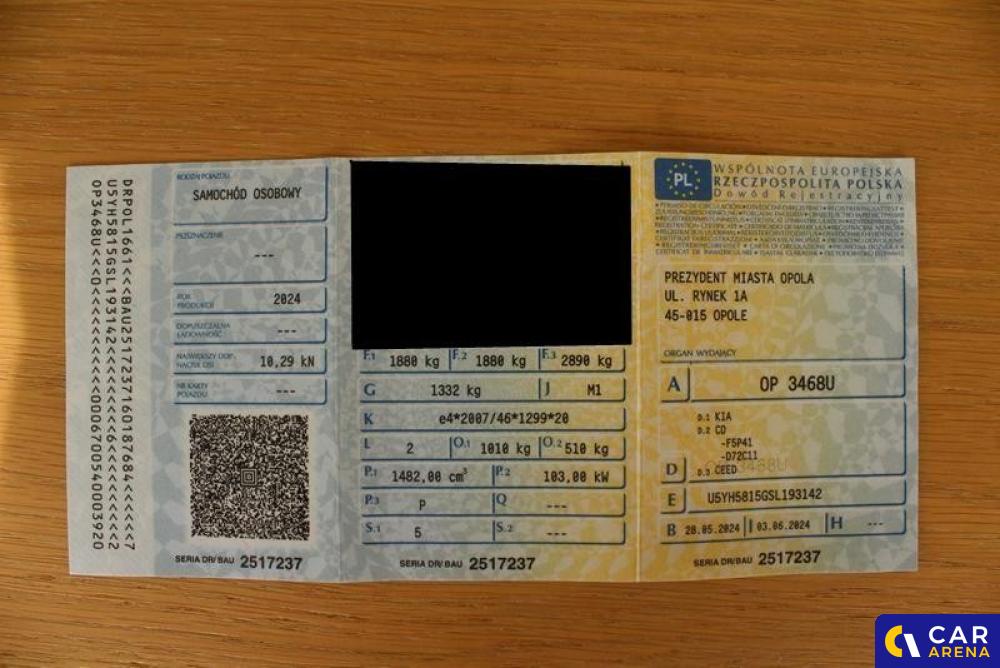 DRPOL1661<<BAU25172371601876684<<<<<<<7
U5YH5815GSL193142<<<<<<<6<<<<<<<<<<<<<2
OP3468U<<0<<<<<<<<<<<<<0006700540003920
RODZAJ POJAZDU
SAMOCHÓD OSOBOWY
PRZEZNACZENIE
---
ROK PRODUKCJI 2024
DOPUSZCZALNA ŁADOWNOŚĆ ---
NAJWIĘKSZY DOP. NACISK OSI 10,29 kN
NR KARTY POJAZDU ---
SERIA DR/BAU 2517237
F.1 1880 kg F.2 1880 kg F.3 2890 kg
G 1332 kg J M1
K e4*2007/46*1299*20
L 2 O.1 1010 kg O.2 510 kg
P.1 1482,00 cm³ P.2 103,00 kW
P.3 P Q ---
S.1 5 S.2 ---
SERIA DR/BAU 2517237
PL
WSPÓLNOTA EUROPEJSKA
RZECZPOSPOLITA POLSKA
Dowód Rejestracyjny
PREZYDENT MIASTA OPOLA
UL. RYNEK 1A
45-015 OPOLE
ORGAN WYDAJĄCY
A OP 3468U
D.1 KIA
D.2 CD
-F5P41
-D72C11
D D.3 CEED
E U5YH5815GSL193142
B 28.05.2024 I 03.06.2024 H ---
SERIA DR/BAU 2517237
CAR
ARENA